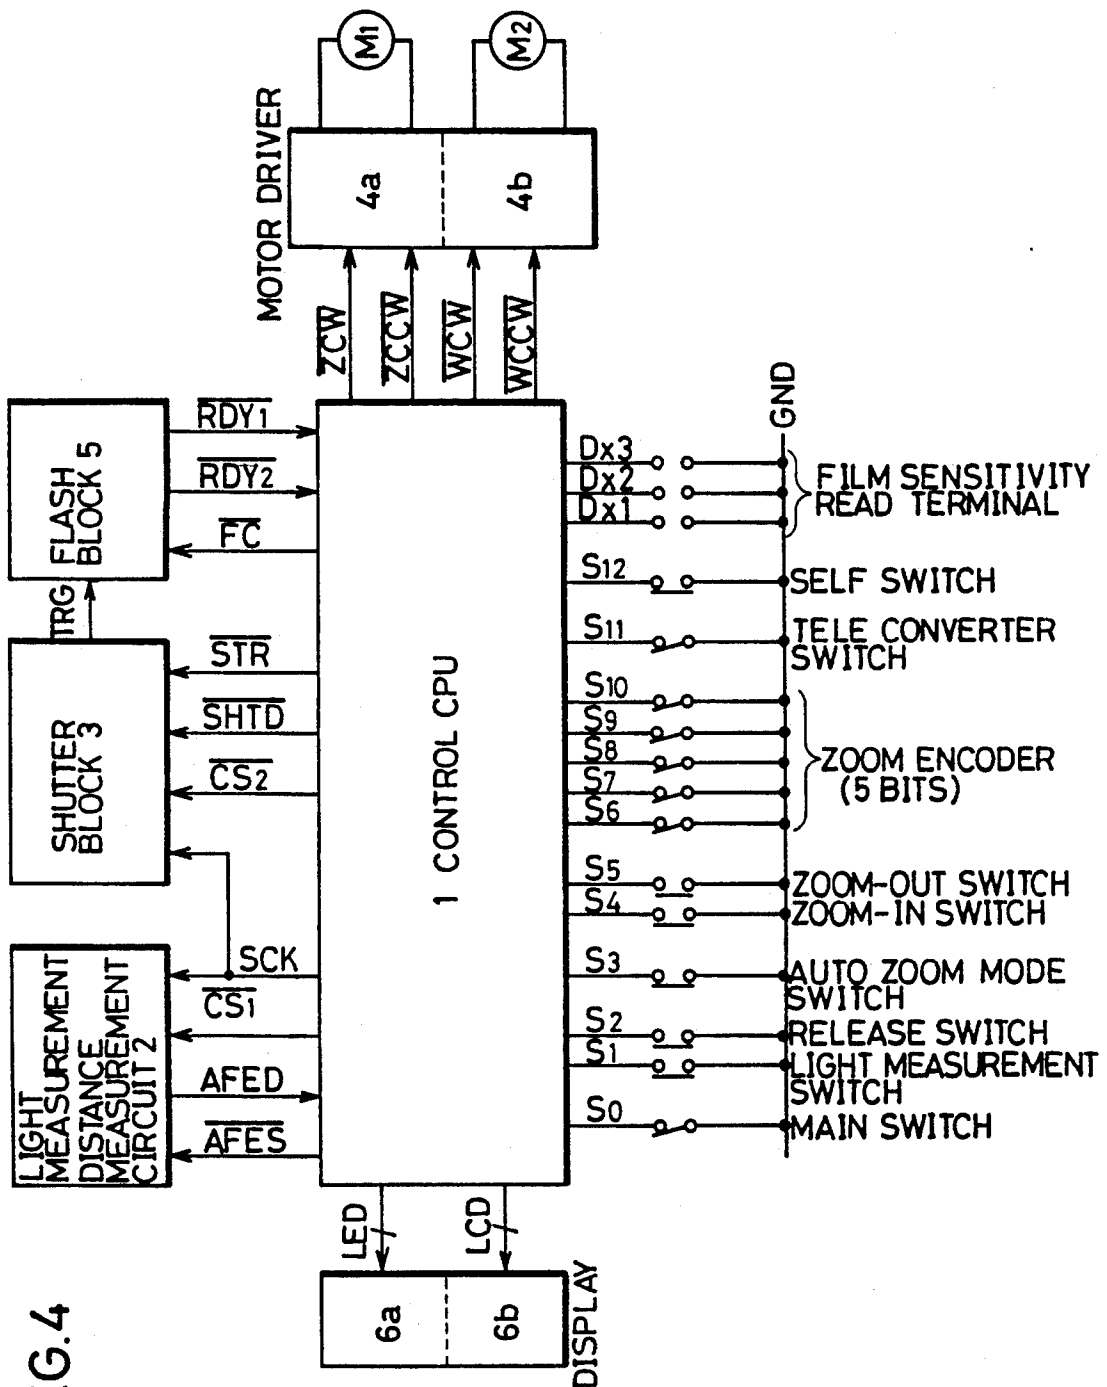 M1
M2
MOTOR DRIVER
4a
4b
ZCW
ZCCW
WCW
WCCW
FLASH
BLOCK 5
RDY1
RDY2
FC
TRG
SHUTTER
BLOCK 3
STR
SHTD
CS2
SCK
CS1
AFED
AFES
LIGHT
MEASUREMENT
DISTANCE
MEASUREMENT
CIRCUIT 2
1 CONTROL CPU
GND
Dx3
Dx2
Dx1
FILM SENSITIVITY
READ TERMINAL
S12
SELF SWITCH
S11
TELE CONVERTER
SWITCH
S10
S9
S8
S7
S6
ZOOM ENCODER
(5 BITS)
S5
ZOOM-OUT SWITCH
S4
ZOOM-IN SWITCH
S3
AUTO ZOOM MODE
SWITCH
S2
RELEASE SWITCH
S1
LIGHT MEASUREMENT
SWITCH
S0
MAIN SWITCH
LED
LCD
6a
6b
DISPLAY
G.4